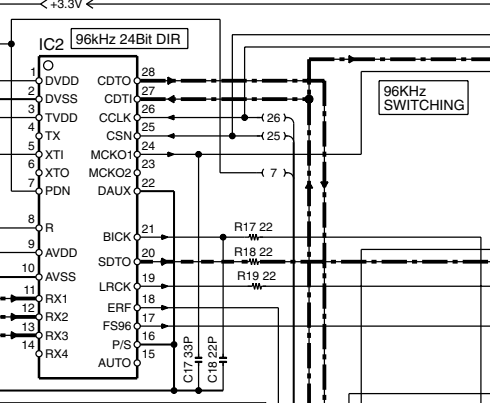 +3.3V
IC2
96kHz 24Bit DIR
1 DVDD CDTO 28
2 DVSS CDTI 27
3 TVDD CCLK 26
4 TX CSN 25
5 XTI MCKO1 24
6 XTO MCKO2 23
7 PDN DAUX 22
8 R BICK 21
9 AVDD SDTO 20
10 AVSS LRCK 19
11 RX1 ERF 18
12 RX2 FS96 17
13 RX3 P/S 16
14 RX4 AUTO 15
96KHz
SWITCHING
26
25
7
R17 22
R18 22
R19 22
C17 33P
C18 22P